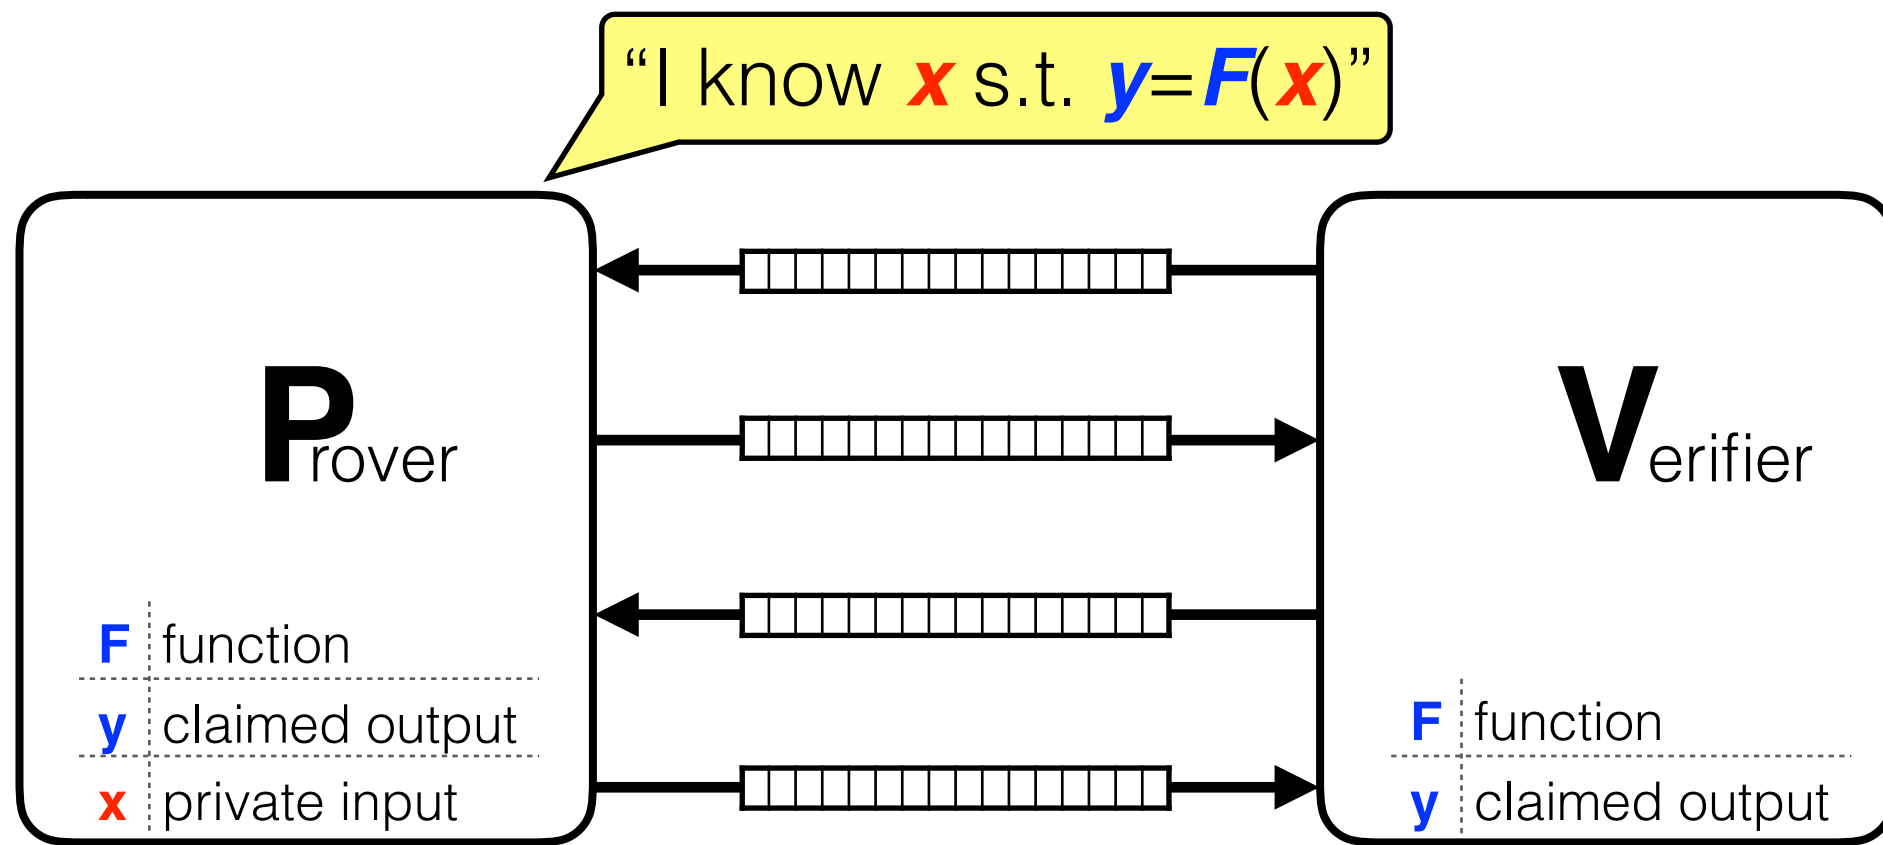 “I know x s.t. y=F(x)”
Prover
F function
y claimed output
x private input
Verifier
F function
y claimed output